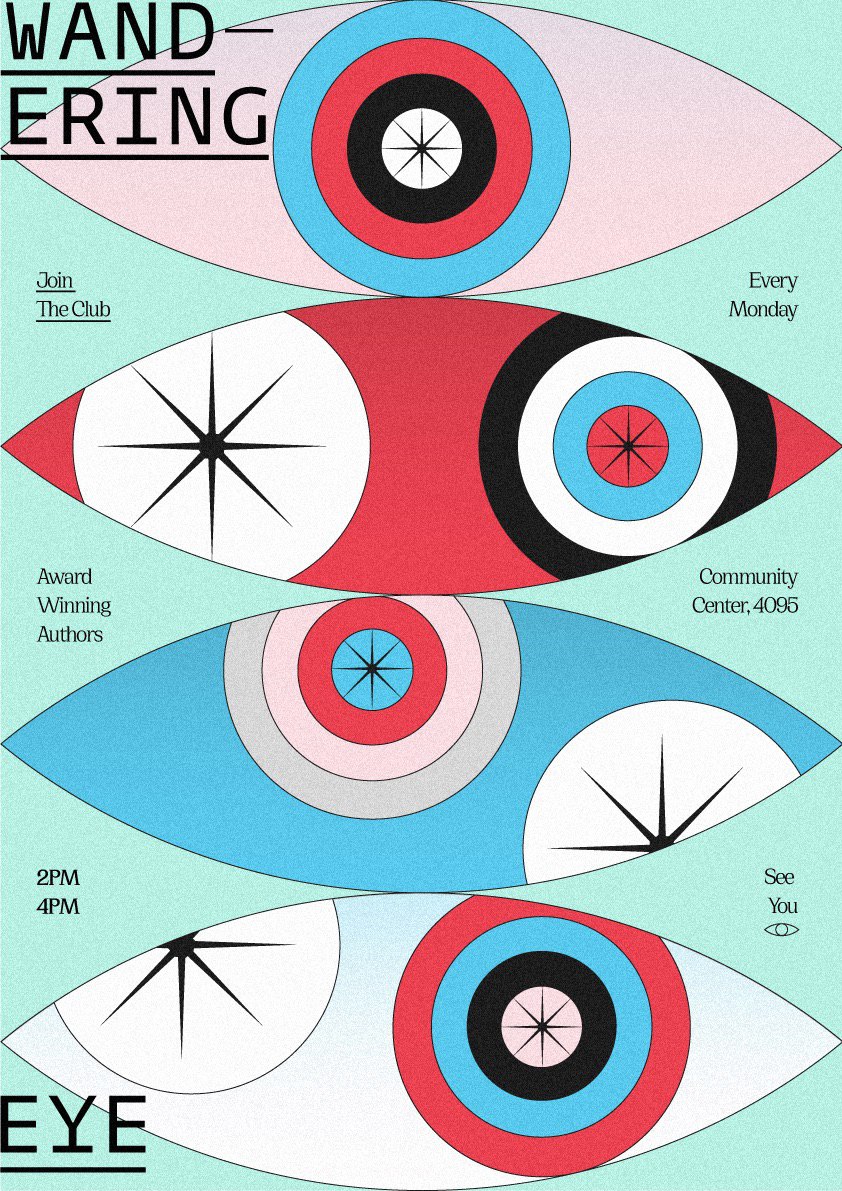 WAND-
ERING
Join
The Club
Every
Monday
Award
Winning
Authors
Community
Center, 4095
2PM
4PM
See
You
EYE